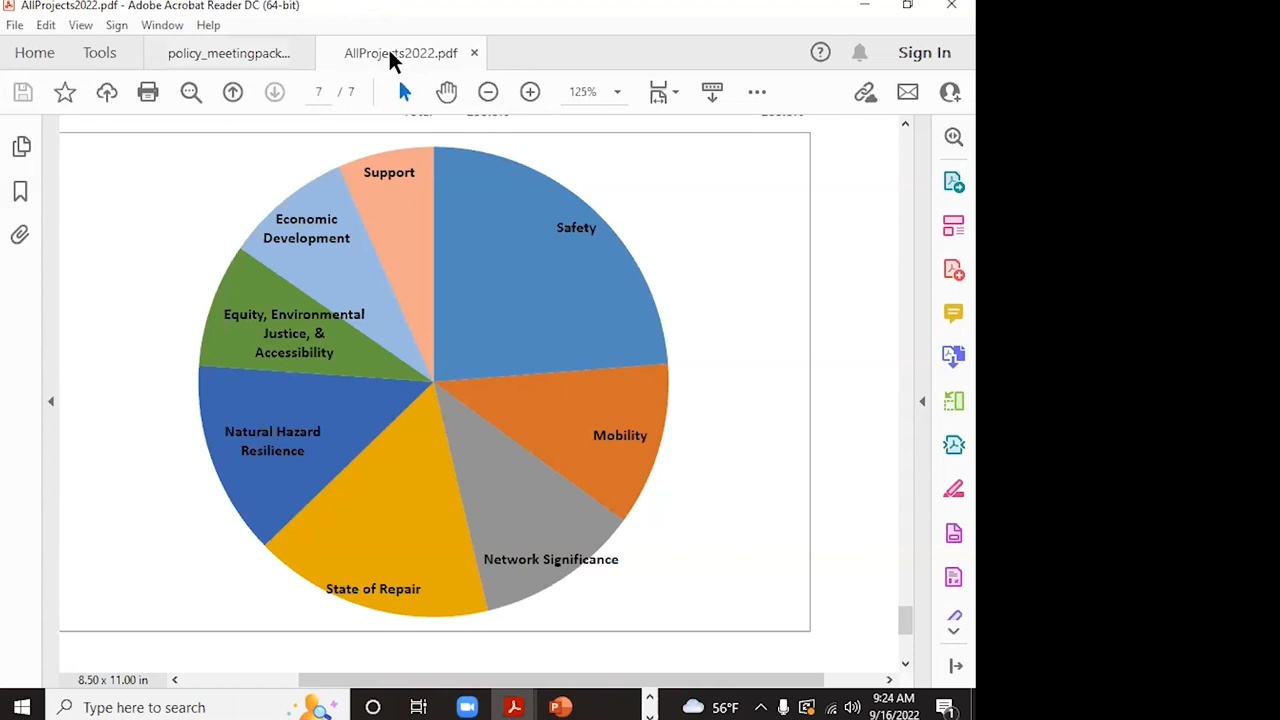 AllProjects2022.pdf - Adobe Acrobat Reader DC (64-bit)
File Edit View Sign Window Help
Home Tools policy_meetingpack... AllProjects2022.pdf × Sign In
7 / 7 125%
Support
Safety
Economic
Development
Equity, Environmental
Justice, &
Accessibility
Natural Hazard
Resilience
Mobility
Network Significance
State of Repair
8.50 x 11.00 in
Type here to search
56°F
9:24 AM
9/16/2022
1